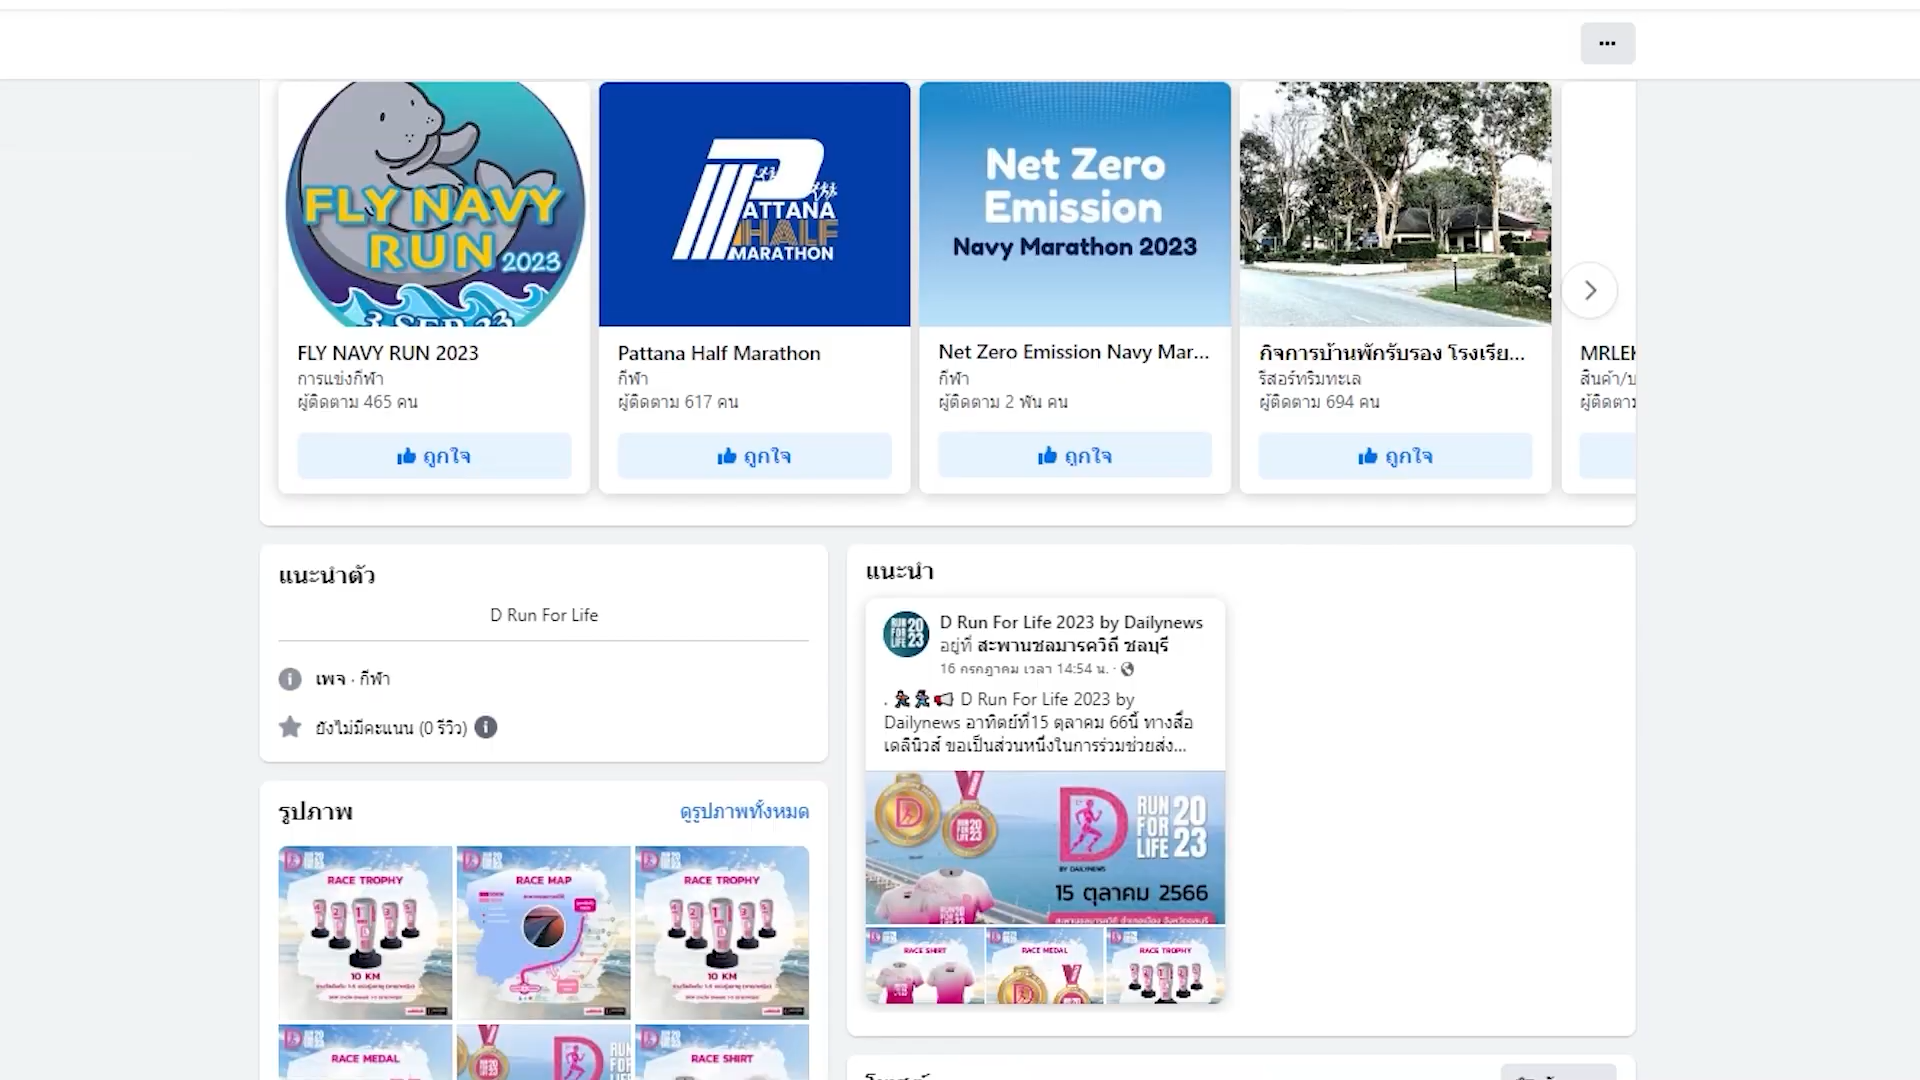 FLY NAVY
RUN 2023
3 SEP 23
PATTANA
HALF
MARATHON
Net Zero
Emission
Navy Marathon 2023
FLY NAVY RUN 2023
การแข่งกีฬา
ผู้ติดตาม 465 คน
ถูกใจ
Pattana Half Marathon
กีฬา
ผู้ติดตาม 617 คน
ถูกใจ
Net Zero Emission Navy Mar...
กีฬา
ผู้ติดตาม 2 พัน คน
ถูกใจ
กิจการบ้านพักรับรอง โรงเรีย...
รีสอร์ทริมทะเล
ผู้ติดตาม 694 คน
ถูกใจ
แนะนำตัว
D Run For Life
เพจ · กีฬา
ยังไม่มีคะแนน (0 รีวิว)
รูปภาพ
ดูรูปภาพทั้งหมด
RACE TROPHY
10 KM
RACE MAP
RACE TROPHY
10 KM
RACE MEDAL
RACE SHIRT
แนะนำ
D Run For Life 2023 by Dailynews
อยู่ที่ สะพานชลมารควิถี ชลบุรี
16 กรกฎาคม เวลา 14:54 น. ·
. D Run For Life 2023 by
Dailynews อาทิตย์ที่15 ตุลาคม 66นี้ ทางสื่อ
เดลินิวส์ ขอเป็นส่วนหนึ่งในการร่วมช่วยส่ง...
D RUN 20
FOR 23
LIFE
BY DAILYNEWS
15 ตุลาคม 2566
RACE SHIRT
RACE MEDAL
RACE TROPHY